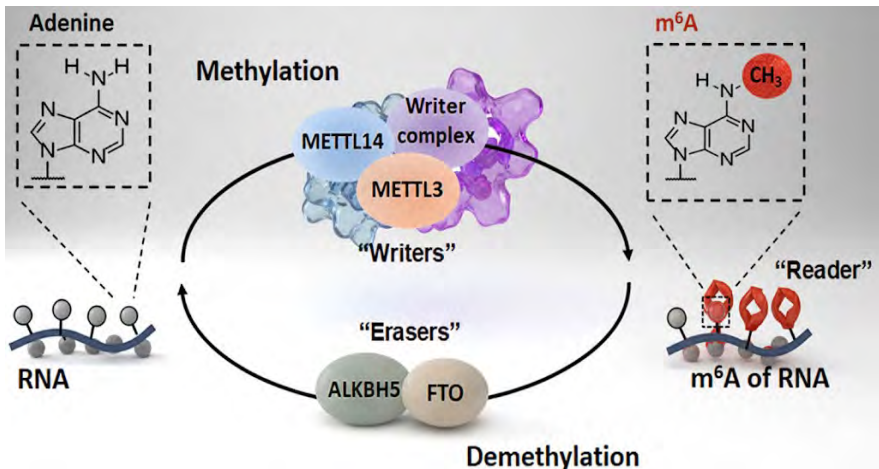 Adenine
H
H
N
N
N
N
N
Methylation
METTL14
Writer
complex
METTL3
“Writers”
m⁶A
H
CH₃
N
N
N
N
N
“Reader”
“Erasers”
RNA
ALKBH5
FTO
m⁶A of RNA
Demethylation